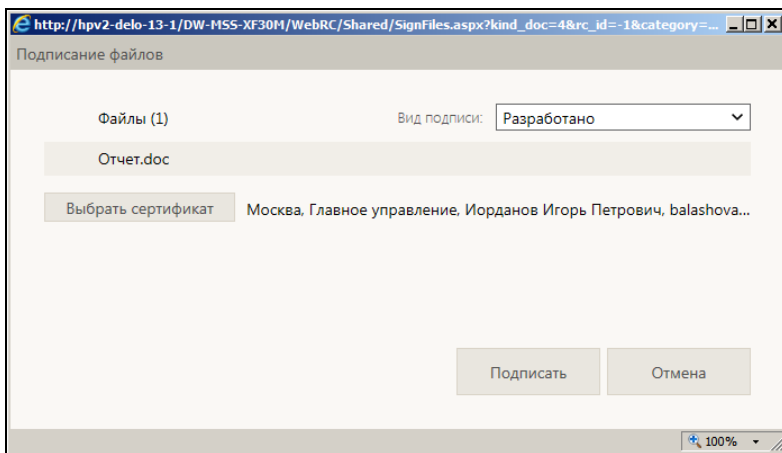 http://hpv2-delo-13-1/DW-MSS-XF30M/WebRC/Shared/SignFiles.aspx?kind_doc=4&rc_id=-1&category=...
Подписание файлов
Файлы (1) Вид подписи: Разработано
Отчет.doc
Выбрать сертификат Москва, Главное управление, Иорданов Игорь Петрович, balashova...
Подписать Отмена
100%